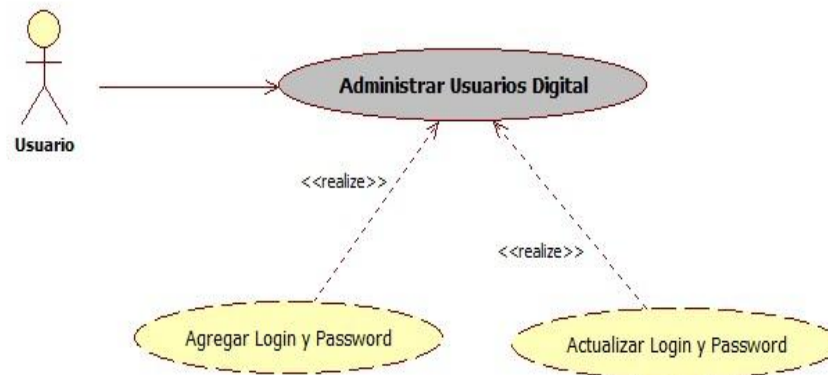 Administrar Usuarios Digital
Usuario
<<realize>>
<<realize>>
Agregar Login y Password
Actualizar Login y Password